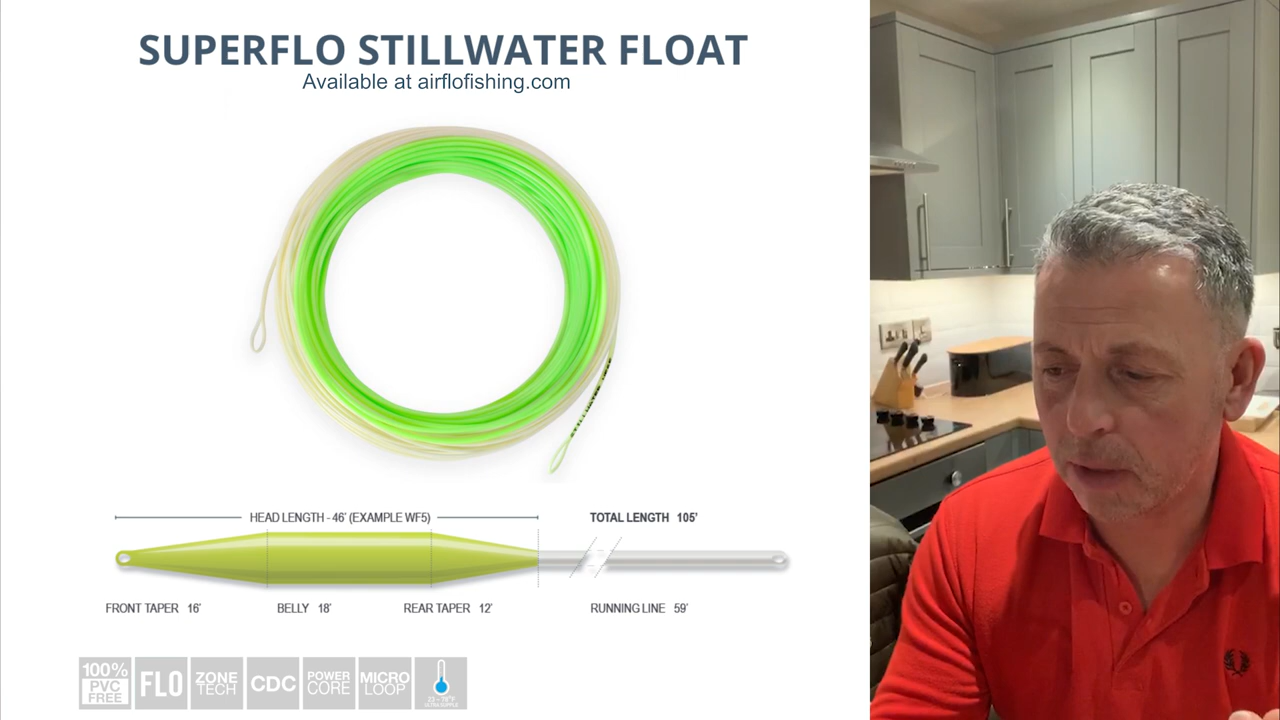 SUPERFLO STILLWATER FLOAT
Available at airflofishing.com
HEAD LENGTH - 46' (EXAMPLE WF5)
TOTAL LENGTH 105'
FRONT TAPER 16'
BELLY 18'
REAR TAPER 12'
RUNNING LINE 59'
100%
PVC
FREE
FLO
ZONE
TECH
CDC
POWER
CORE
MICRO
LOOP